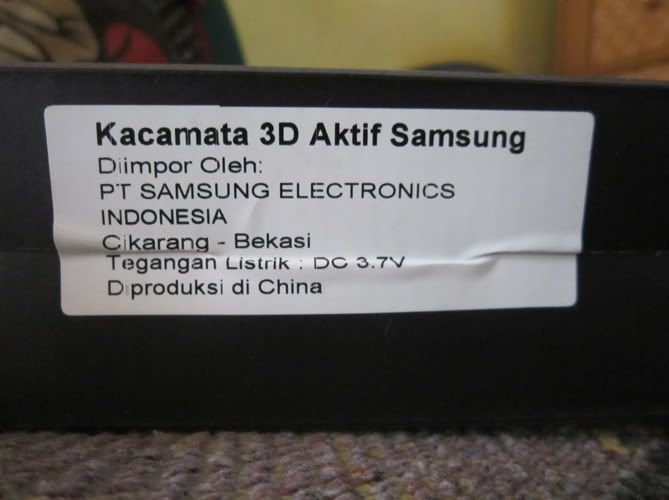 Kacamata 3D Aktif Samsung
Diimpor Oleh:
PT SAMSUNG ELECTRONICS
INDONESIA
Cikarang - Bekasi
Tegangan Listrik : DC 3.7V
Diproduksi di China